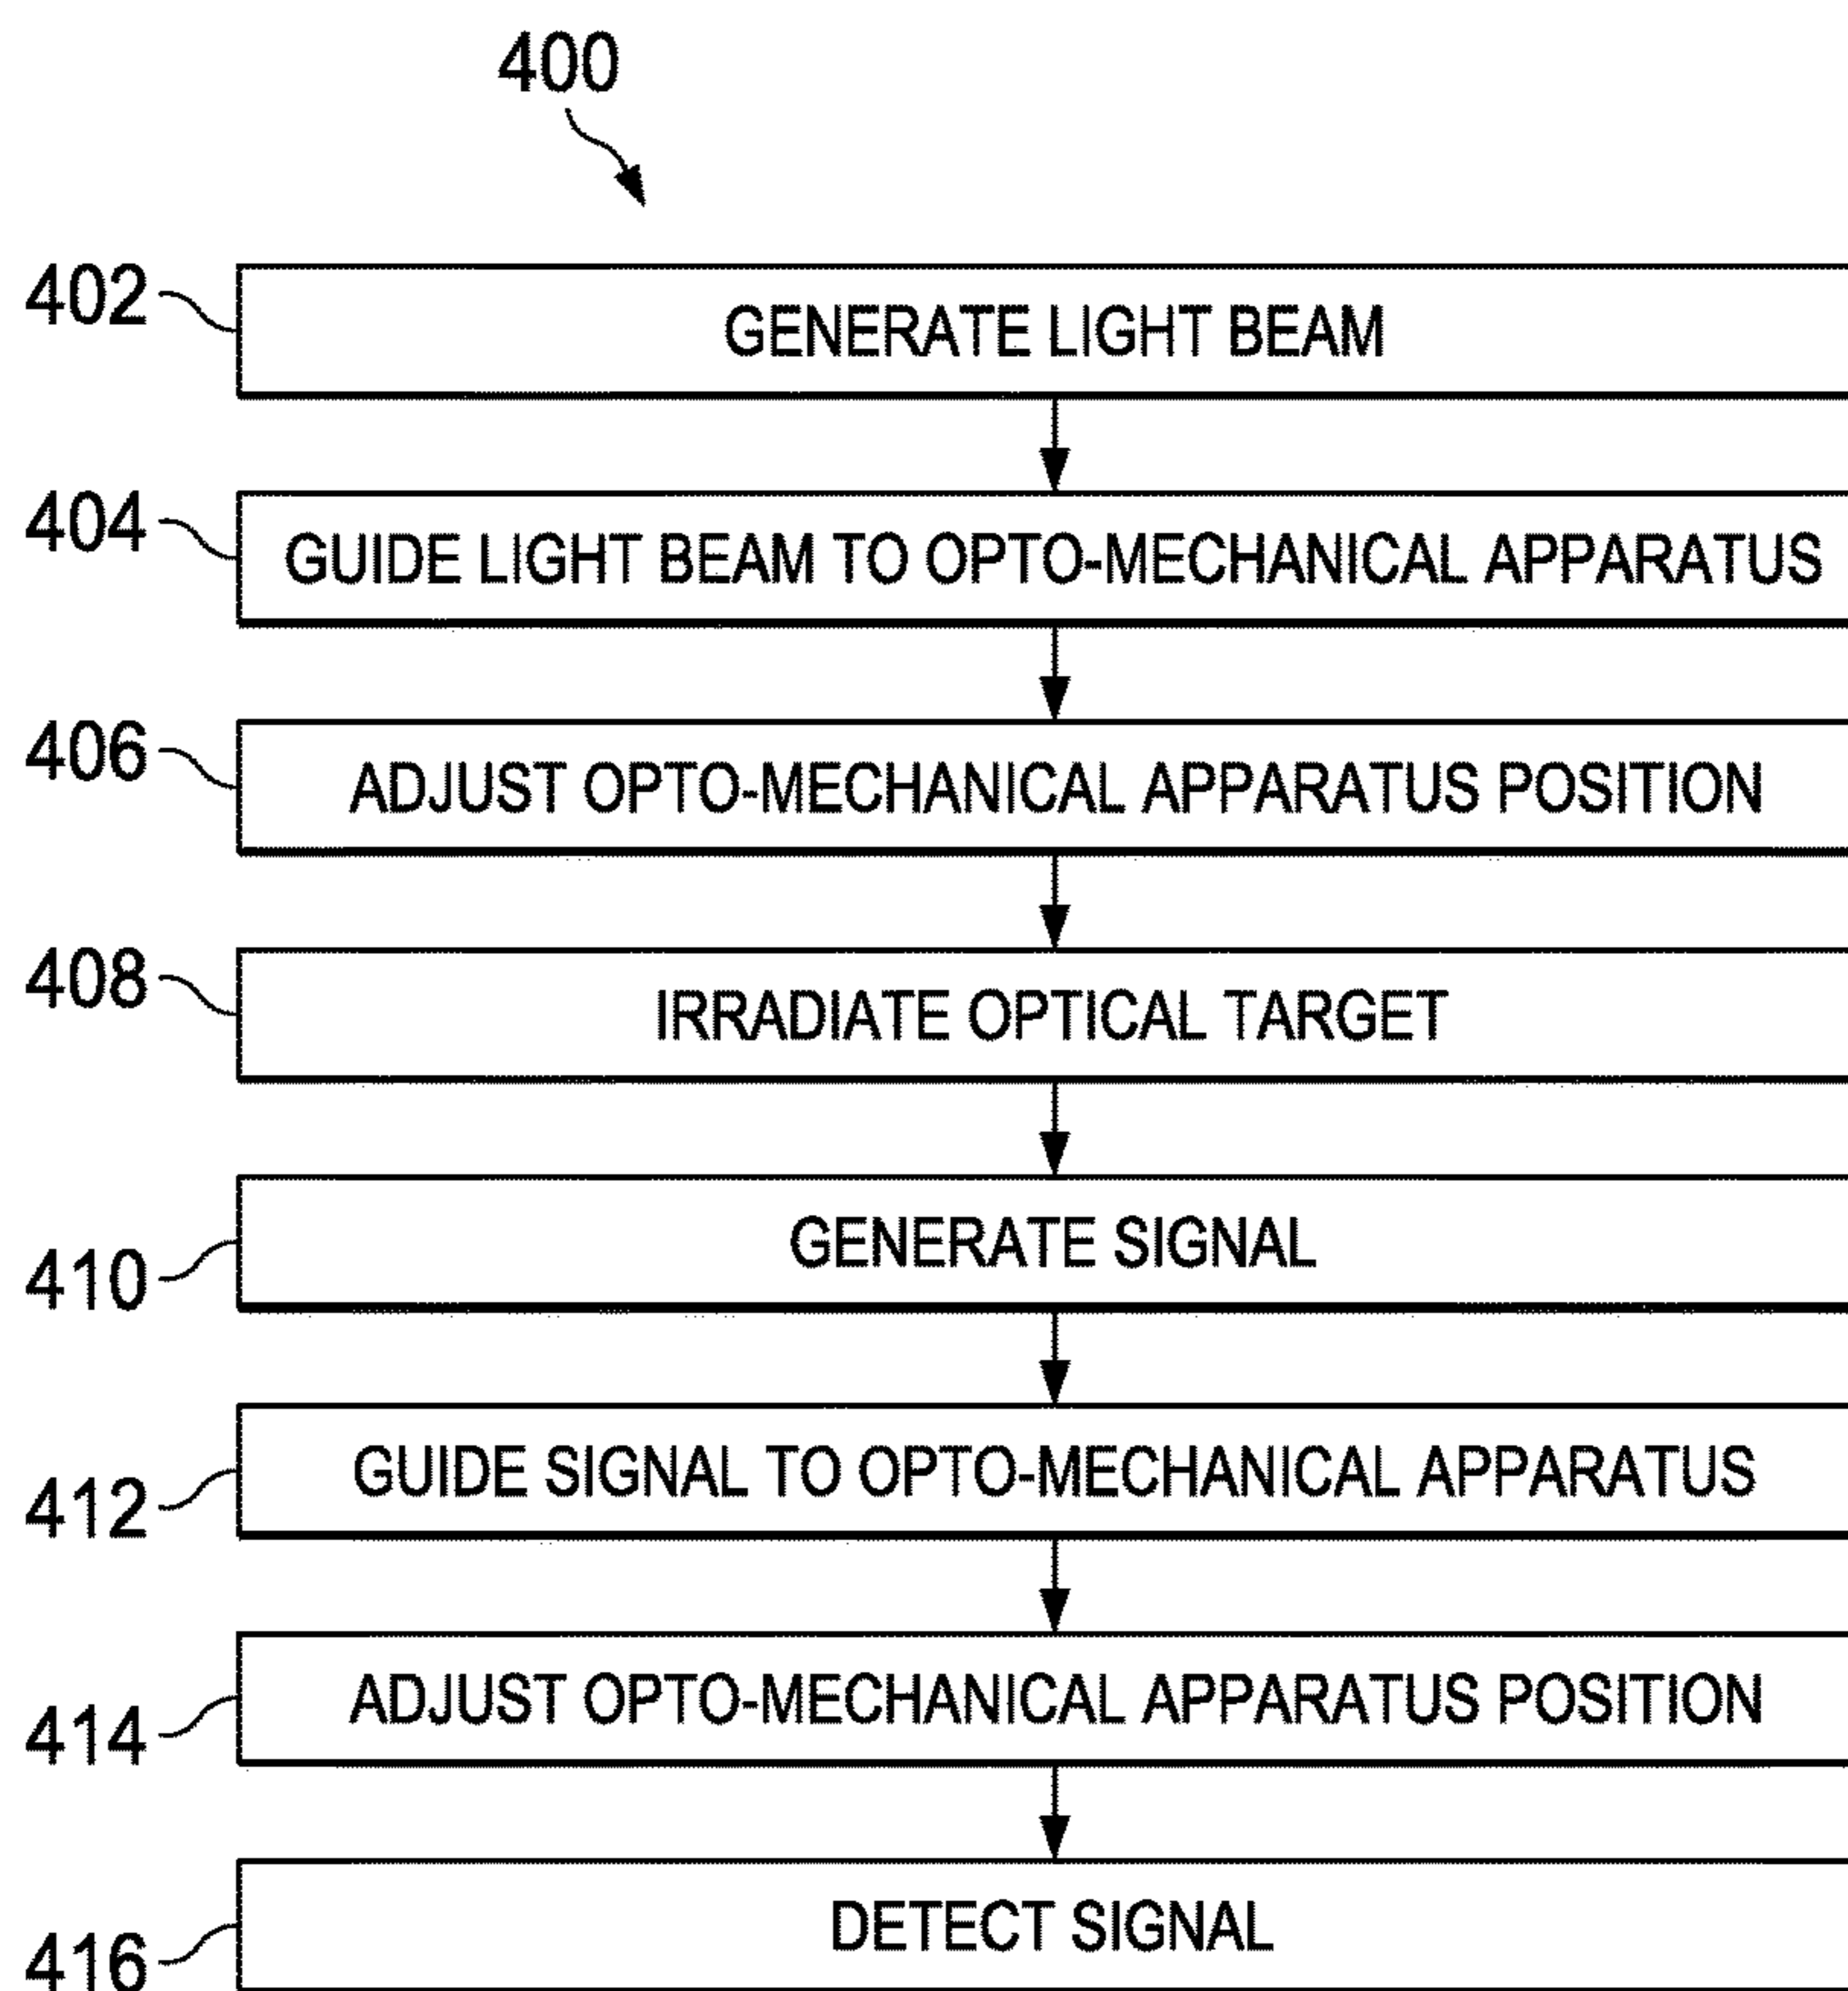 400
402 GENERATE LIGHT BEAM
404 GUIDE LIGHT BEAM TO OPTO-MECHANICAL APPARATUS
406 ADJUST OPTO-MECHANICAL APPARATUS POSITION
408 IRRADIATE OPTICAL TARGET
410 GENERATE SIGNAL
412 GUIDE SIGNAL TO OPTO-MECHANICAL APPARATUS
414 ADJUST OPTO-MECHANICAL APPARATUS POSITION
416 DETECT SIGNAL